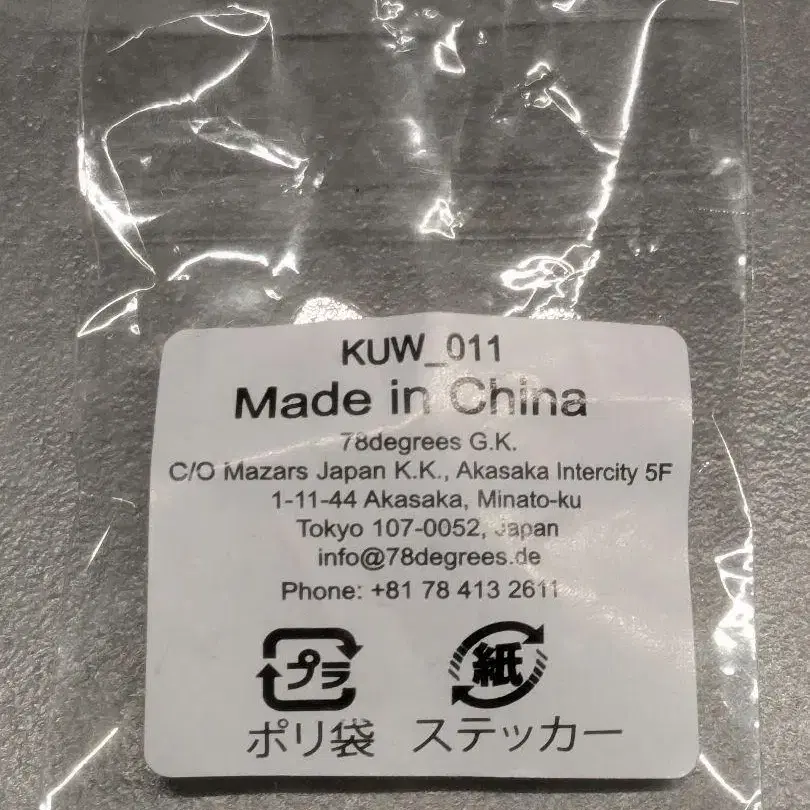 KUW_011
Made in China
78degrees G.K.
C/O Mazars Japan K.K., Akasaka Intercity 5F
1-11-44 Akasaka, Minato-ku
Tokyo 107-0052, Japan
info@78degrees.de
Phone: +81 78 413 2611
プラ 紙
ポリ袋 ステッカー